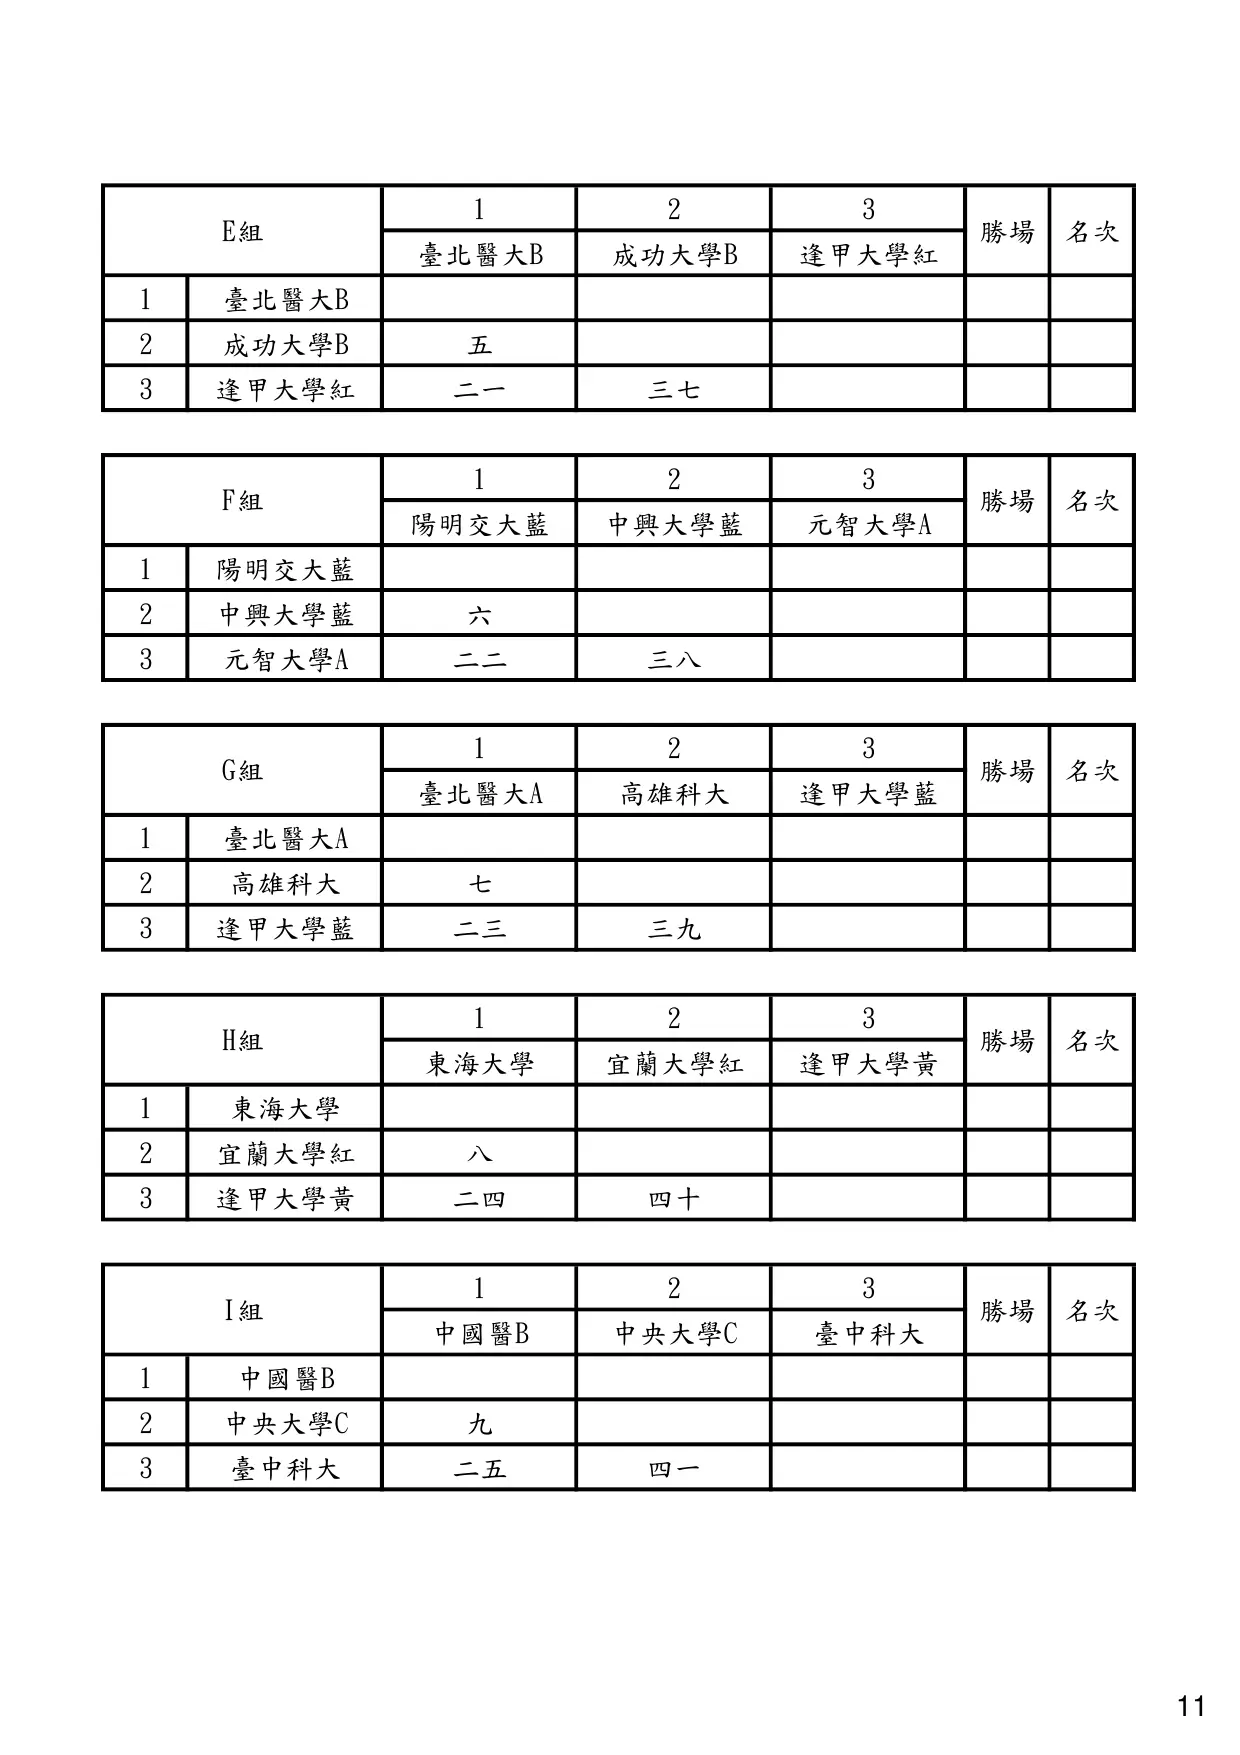 E組 1 2 3 勝場 名次
臺北醫大B 成功大學B 逢甲大學紅
1 臺北醫大B
2 成功大學B 五
3 逢甲大學紅 二一 三七
F組 1 2 3 勝場 名次
陽明交大藍 中興大學藍 元智大學A
1 陽明交大藍
2 中興大學藍 六
3 元智大學A 二二 三八
G組 1 2 3 勝場 名次
臺北醫大A 高雄科大 逢甲大學藍
1 臺北醫大A
2 高雄科大 七
3 逢甲大學藍 二三 三九
H組 1 2 3 勝場 名次
東海大學 宜蘭大學紅 逢甲大學黃
1 東海大學
2 宜蘭大學紅 八
3 逢甲大學黃 二四 四十
I組 1 2 3 勝場 名次
中國醫B 中央大學C 臺中科大
1 中國醫B
2 中央大學C 九
3 臺中科大 二五 四一
11